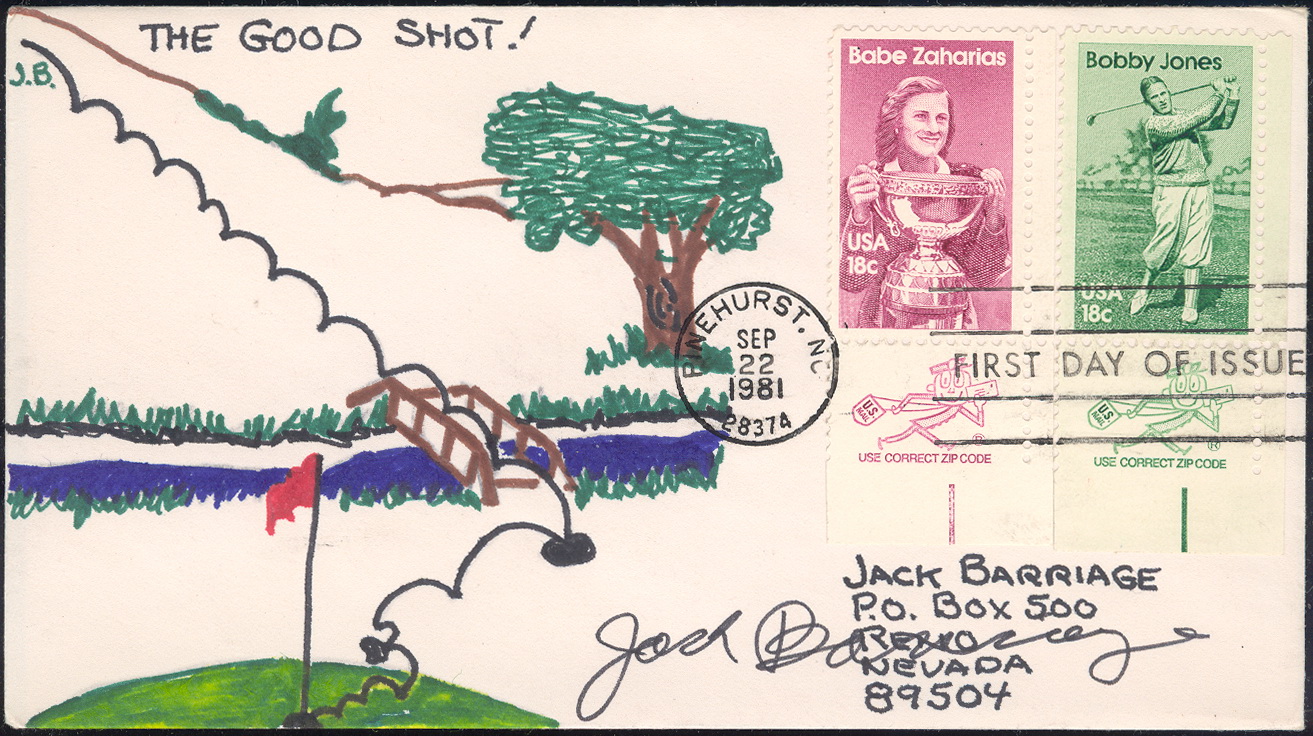 THE GOOD SHOT!
J.B.
Babe Zaharias
USA
18c
Bobby Jones
USA
18c
PINEHURST, NC
SEP
22
1981
28374
FIRST DAY OF ISSUE
U.S.
MAIL
®
USE CORRECT ZIP CODE
U.S.
MAIL
®
USE CORRECT ZIP CODE
JACK BARRIAGE
P.O. BOX 500
RENO
NEVADA
89504
Jack Barriage